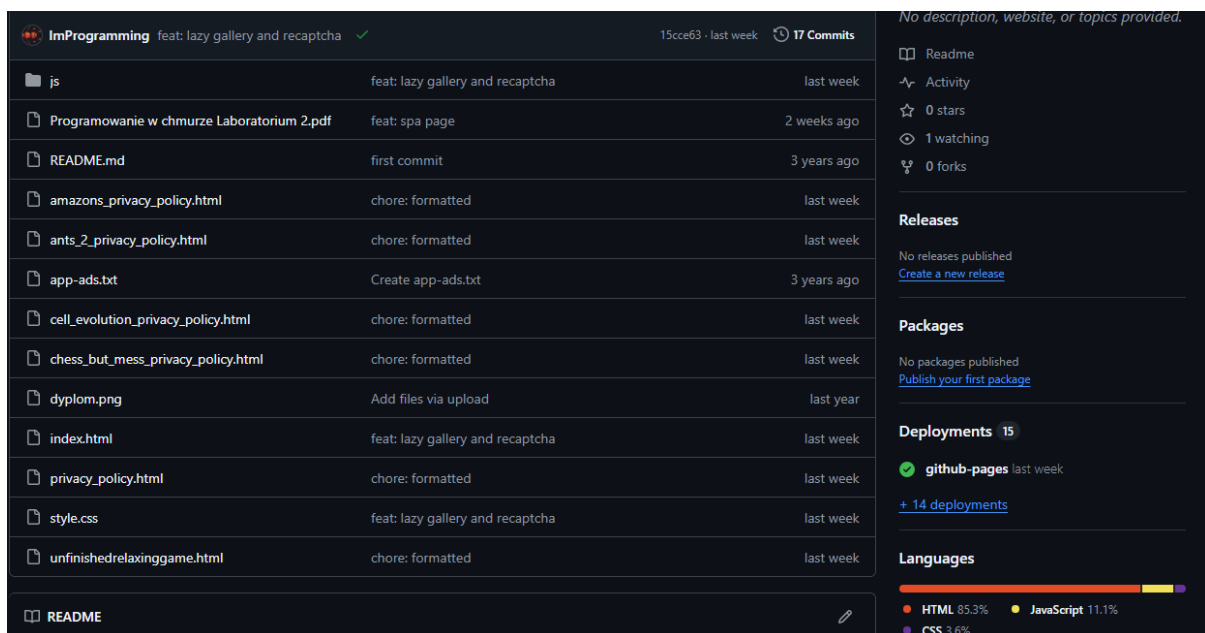 No description, website, or topics provided.
ImProgramming feat: lazy gallery and recaptcha 15cce63 · last week 17 Commits
js feat: lazy gallery and recaptcha last week
Programowanie w chmurze Laboratorium 2.pdf feat: spa page 2 weeks ago
README.md first commit 3 years ago
amazons_privacy_policy.html chore: formatted last week
ants_2_privacy_policy.html chore: formatted last week
app-ads.txt Create app-ads.txt 3 years ago
cell_evolution_privacy_policy.html chore: formatted last week
chess_but_mess_privacy_policy.html chore: formatted last week
dyplom.png Add files via upload last year
index.html feat: lazy gallery and recaptcha last week
privacy_policy.html chore: formatted last week
style.css feat: lazy gallery and recaptcha last week
unfinishedrelaxinggame.html chore: formatted last week
README
Readme
Activity
0 stars
1 watching
0 forks
Releases
No releases published
Create a new release
Packages
No packages published
Publish your first package
Deployments 15
github-pages last week
+ 14 deployments
Languages
HTML 85.3% JavaScript 11.1%
CSS 3.6%